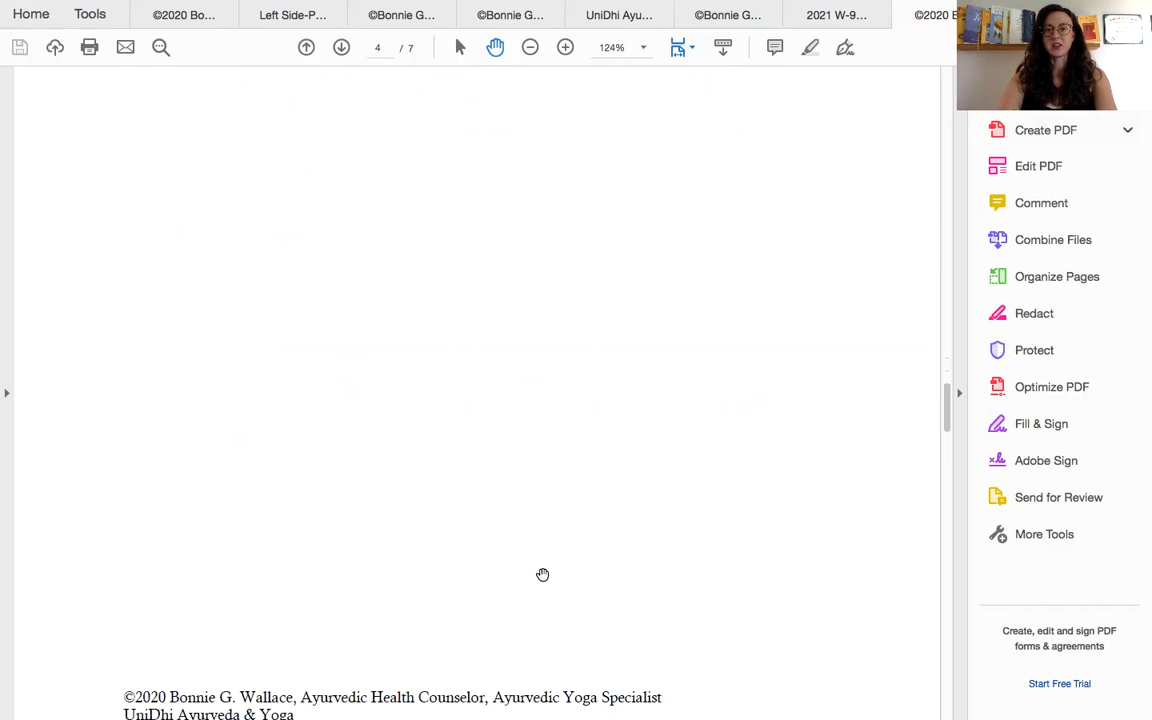 Home
Tools
©2020 Bo...
Left Side-P...
©Bonnie G...
©Bonnie G...
UniDhi Ayu...
©Bonnie G...
2021 W-9...
©2020 B
4 / 7
124%
Create PDF
Edit PDF
Comment
Combine Files
Organize Pages
Redact
Protect
Optimize PDF
Fill & Sign
Adobe Sign
Send for Review
More Tools
Create, edit and sign PDF
forms & agreements
Start Free Trial
©2020 Bonnie G. Wallace, Ayurvedic Health Counselor, Ayurvedic Yoga Specialist
UniDhi Ayurveda & Yoga